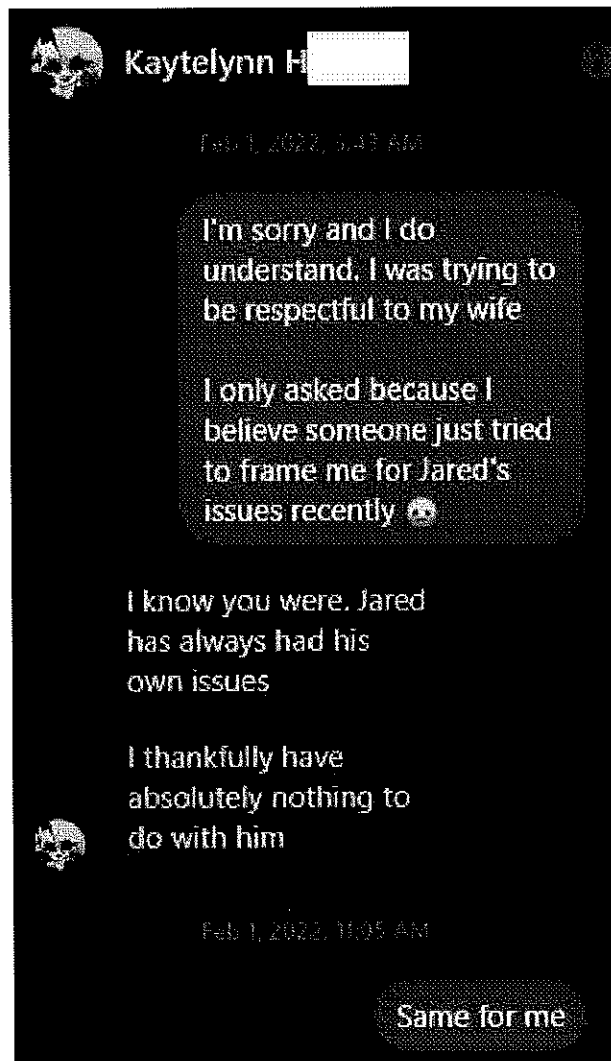 Kaytelynn H
Feb 1, 2022, 5:43 AM
I'm sorry and I do
understand. I was trying to
be respectful to my wife
I only asked because I
believe someone just tried
to frame me for Jared's
issues recently
I know you were. Jared
has always had his
own issues
I thankfully have
absolutely nothing to
do with him
Feb 1, 2022, 11:05 AM
Same for me